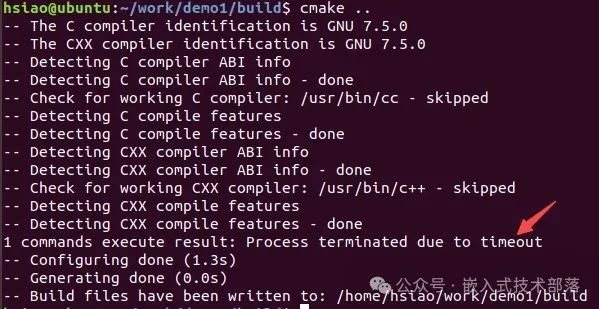 hsiao@ubuntu:~/work/demo1/build$ cmake ..
-- The C compiler identification is GNU 7.5.0
-- The CXX compiler identification is GNU 7.5.0
-- Detecting C compiler ABI info
-- Detecting C compiler ABI info - done
-- Check for working C compiler: /usr/bin/cc - skipped
-- Detecting C compile features
-- Detecting C compile features - done
-- Detecting CXX compiler ABI info
-- Detecting CXX compiler ABI info - done
-- Check for working CXX compiler: /usr/bin/c++ - skipped
-- Detecting CXX compile features
-- Detecting CXX compile features - done
1 commands execute result: Process terminated due to timeout
-- Configuring done (1.3s)
-- Generating done (0.0s)
公众号·嵌入式技术部落
-- Build files have been written to: /home/hsiao/work/demo1/build